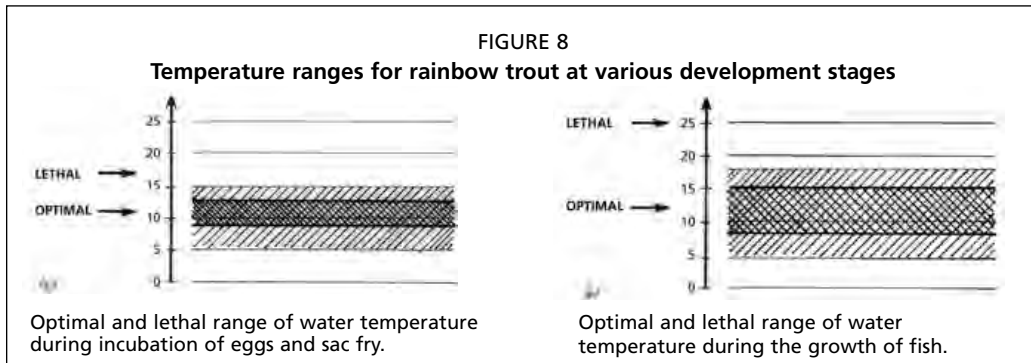 FIGURE 8
Temperature ranges for rainbow trout at various development stages
25
20
LETHAL
15
OPTIMAL
10
5
0
Optimal and lethal range of water temperature
during incubation of eggs and sac fry.
LETHAL
25
20
15
OPTIMAL
10
5
0
Optimal and lethal range of water
temperature during the growth of fish.